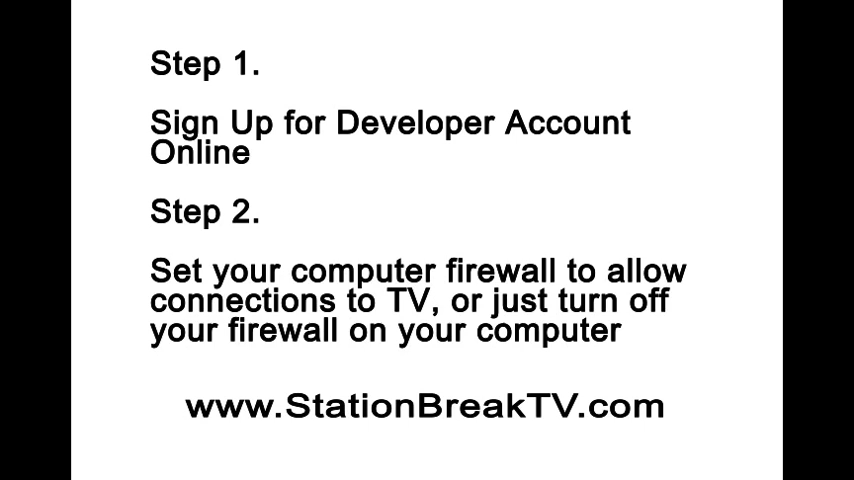 Step 1.
Sign Up for Developer Account
Online
Step 2.
Set your computer firewall to allow
connections to TV, or just turn off
your firewall on your computer
www.StationBreakTV.com